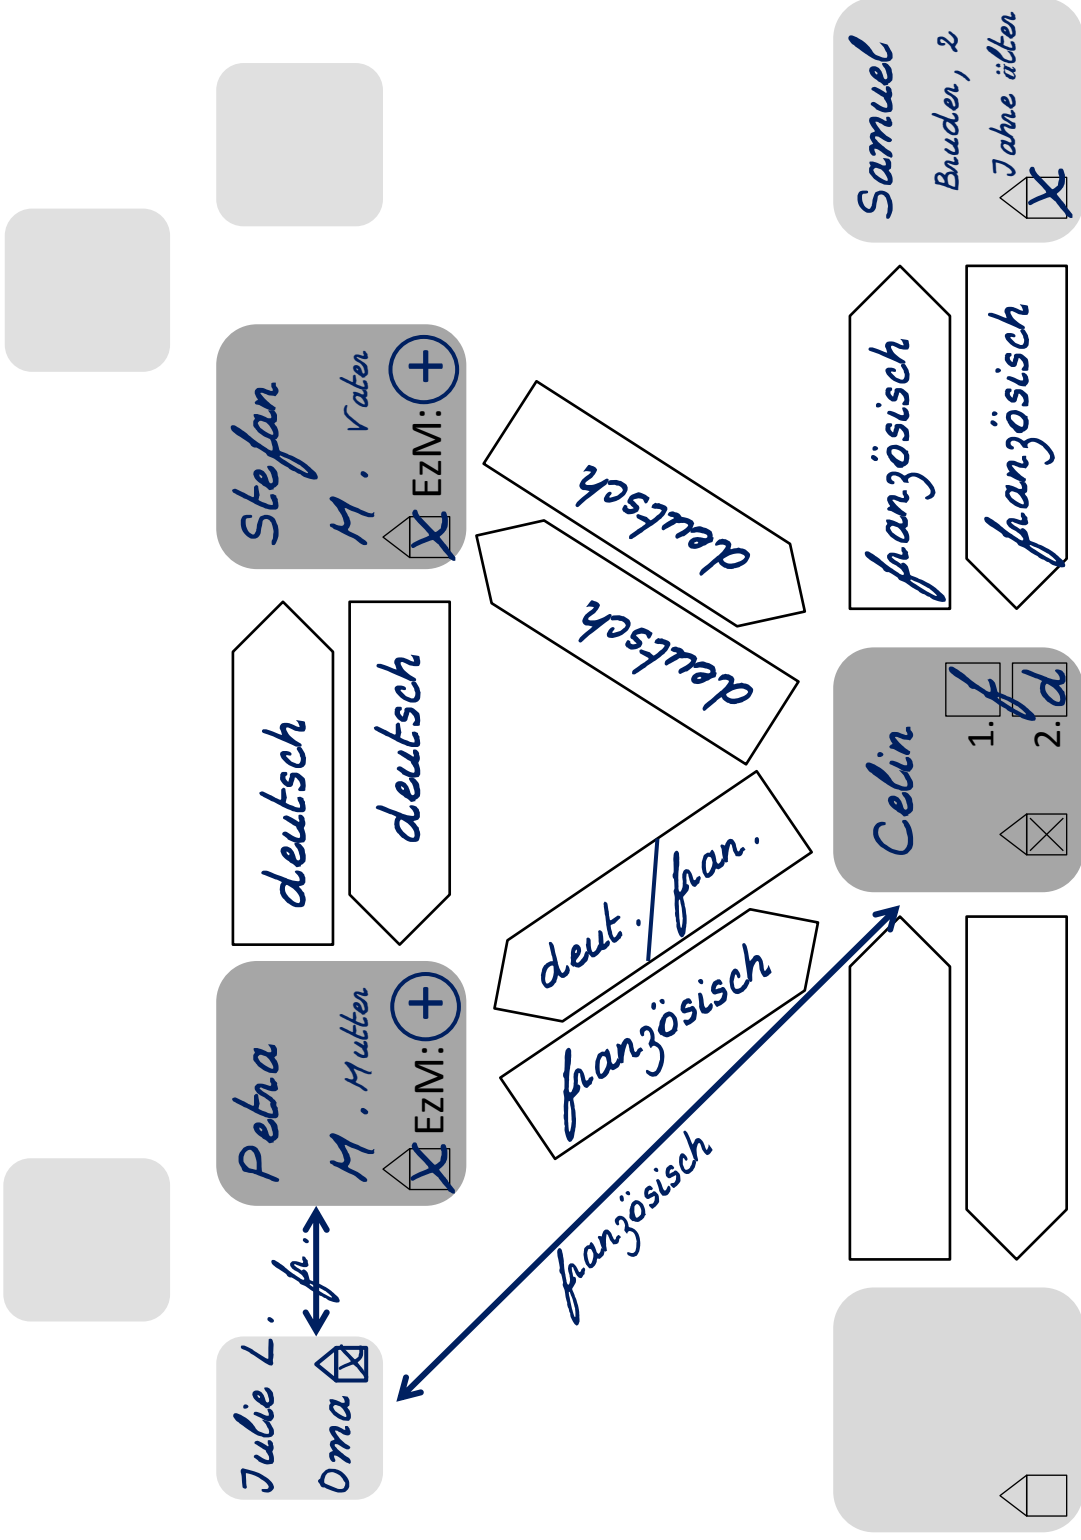 Julie L.
Oma
fr.
Petra
M. Mutter
EzM: +
deutsch
deutsch
Stefan
M. Vater
EzM: +
französisch
französisch
deut./fran.
deutsch
deutsch
Celin
1. f
2. d
französisch
französisch
Samuel
Bruder, 2
Jahre älter